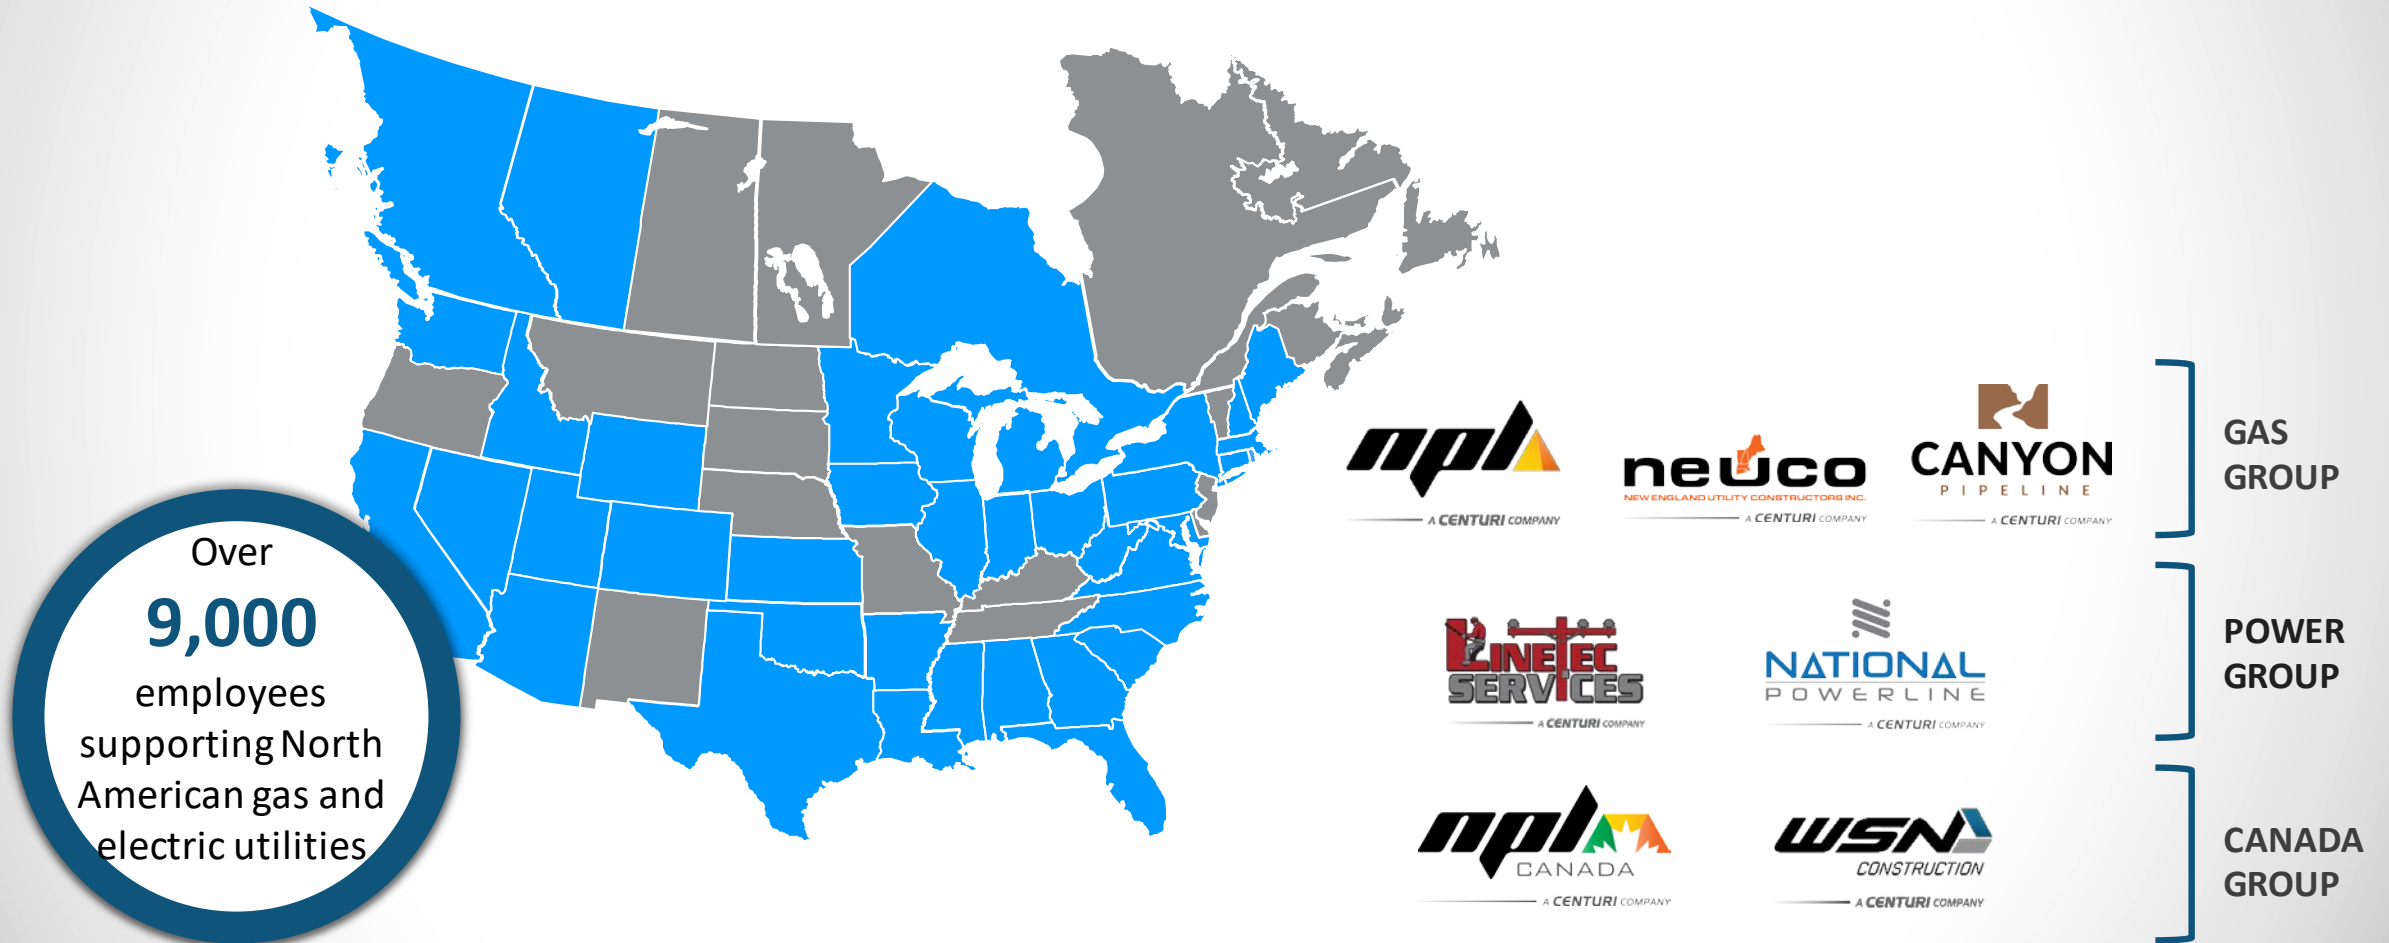 Over
9,000
employees
supporting North
American gas and
electric utilities
npl
A CENTURI COMPANY
neuco
NEW ENGLAND UTILITY CONSTRUCTORS INC.
A CENTURI COMPANY
CANYON
PIPELINE
A CENTURI COMPANY
GAS
GROUP
LINETEC
SERVICES
A CENTURI COMPANY
NATIONAL
POWERLINE
A CENTURI COMPANY
POWER
GROUP
npl
CANADA
A CENTURI COMPANY
WSN
CONSTRUCTION
A CENTURI COMPANY
CANADA
GROUP